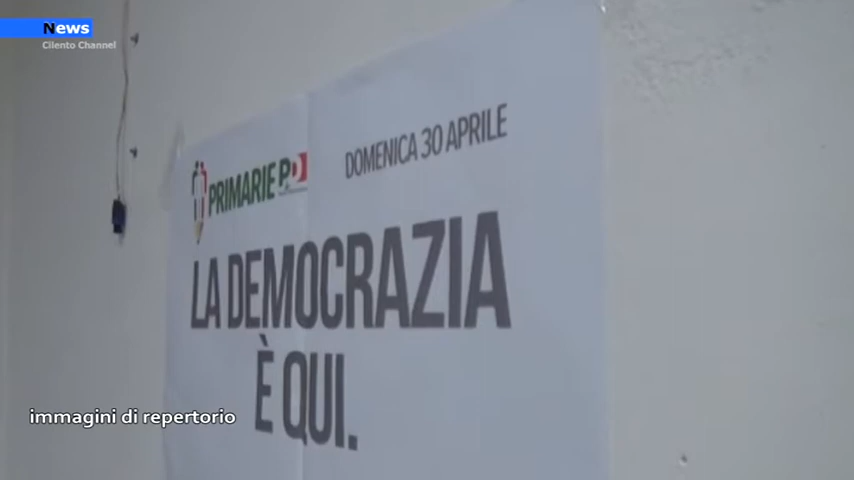 News
Cilento Channel
DOMENICA 30 APRILE
PRIMARIE PD
LA DEMOCRAZIA
È QUI.
immagini di repertorio